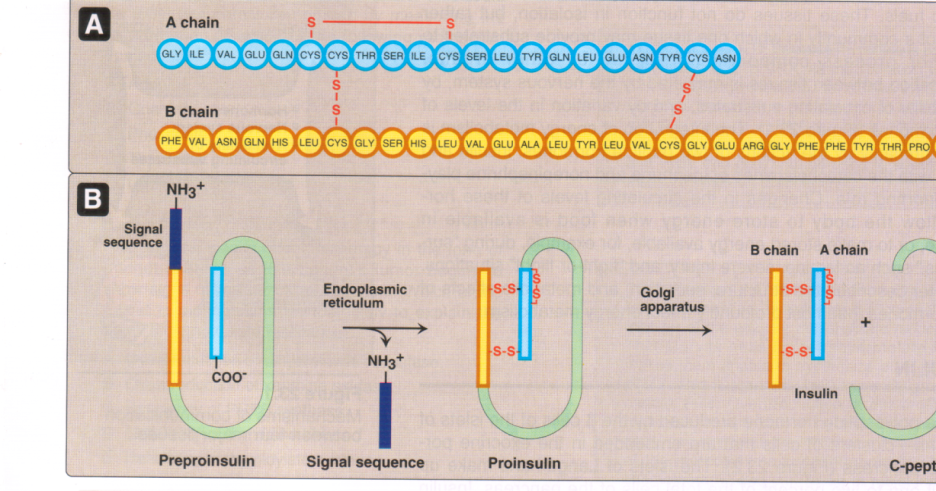 A
A chain
S S
GLY ILE VAL GLU GLN CYS CYS THR SER ILE CYS SER LEU TYR GLN LEU GLU ASN TYR CYS ASN
S S
S S
B chain
PHE VAL ASN GLN HIS LEU CYS GLY SER HIS LEU VAL GLU ALA LEU TYR LEU VAL CYS GLY GLU ARG GLY PHE PHE TYR THR PRO
B
NH3+
Signal
sequence
COO-
Preproinsulin
Endoplasmic
reticulum
NH3+
Signal sequence
-S-S-
S
S
-S-S-
Proinsulin
Golgi
apparatus
B chain A chain
-S-S-
S
S
-S-S-
Insulin
+
C-pept